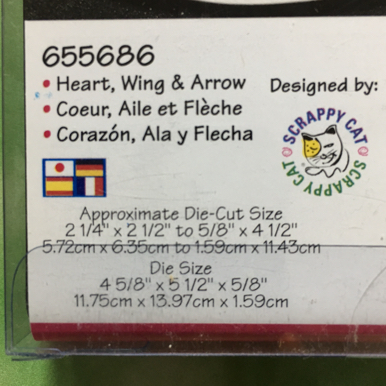 655686
• Heart, Wing & Arrow
Designed by:
• Coeur, Aile et Flèche
• Corazón, Ala y Flecha
SCRAPPY CAT
SCRAPPY CAT
Approximate Die-Cut Size
2 1/4" x 2 1/2" to 5/8" x 4 1/2"
5.72cm x 6.35cm to 1.59cm x 11.43cm
Die Size
4 5/8" x 5 1/2" x 5/8"
11.75cm x 13.97cm x 1.59cm